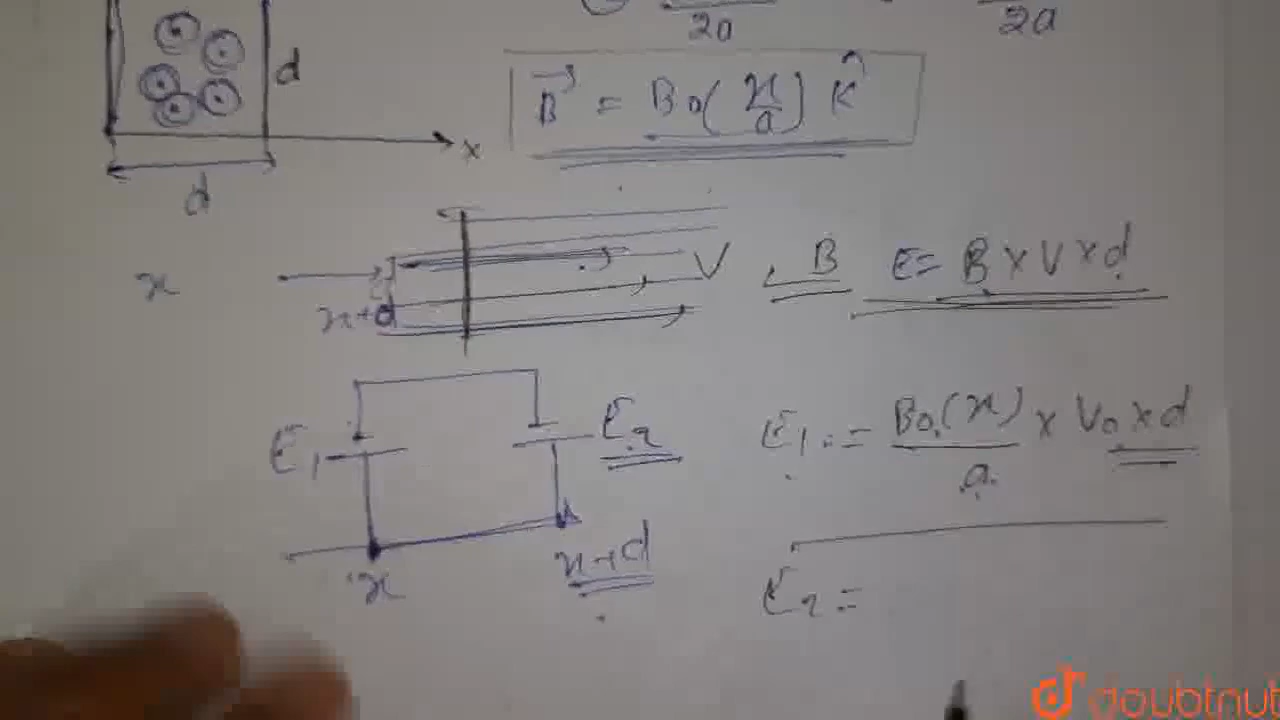 2a
2a
d
B⃗ = B0(x/a) k̂
x
d
x
x+d
V
B
E = B × V × d
E1
E2
E1 = B0(x)/a × V0 × d
x
x+d
E2 =
doubtnut